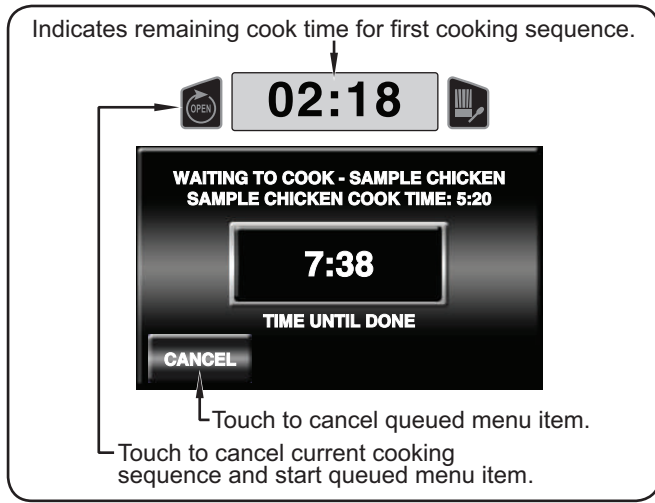 Indicates remaining cook time for first cooking sequence.
OPEN
02:18
WAITING TO COOK - SAMPLE CHICKEN
SAMPLE CHICKEN COOK TIME: 5:20
7:38
TIME UNTIL DONE
CANCEL
Touch to cancel queued menu item.
Touch to cancel current cooking
sequence and start queued menu item.